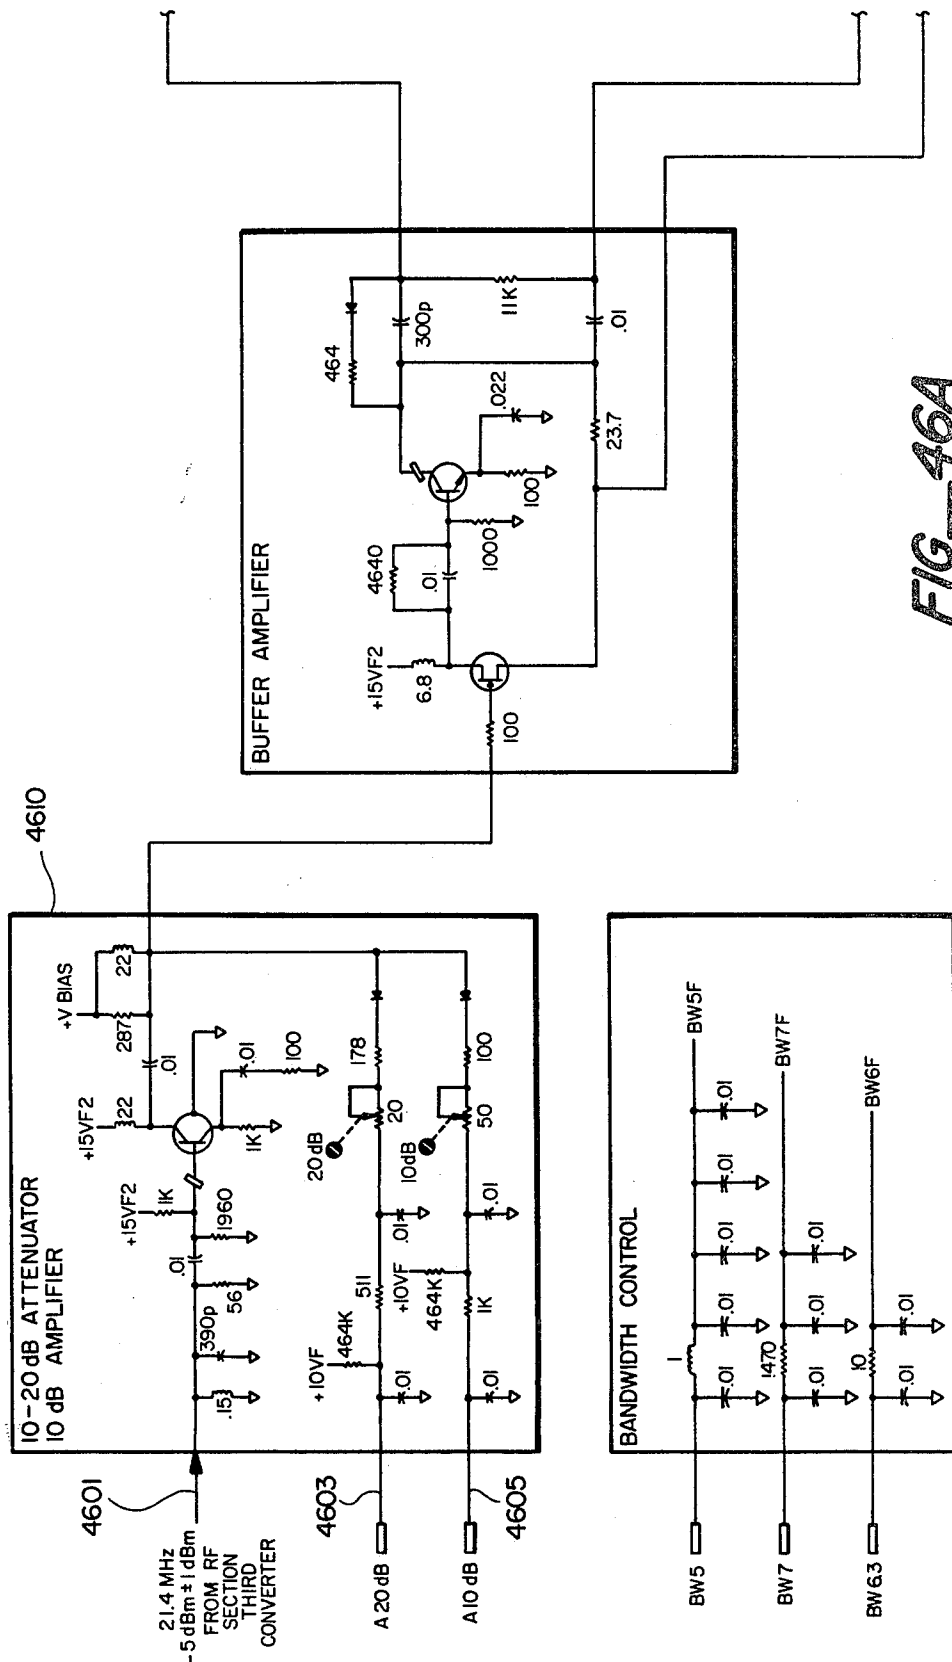 4610
10-20 dB ATTENUATOR
10 dB AMPLIFIER
+15VF2
+15VF2
+V BIAS
22
287
22
.01
1K
.01
1960
56
390p
.15
1K
.01
100
4601
21.4 MHz
-5 dBm ± 1 dBm
FROM RF
SECTION
THIRD
CONVERTER
4603
A 20 dB
+10VF
464K
.01
511
.01
20 dB
20
178
4605
A 10 dB
.01
1K
+10VF
464K
.01
10 dB
50
100
BUFFER AMPLIFIER
100
+15VF2
6.8
4640
.01
1000
100
.022
464
300p
11K
.01
23.7
BANDWIDTH CONTROL
BW5
1
.01
.01
.01
.01
.01
BW5F
BW7
1470
.01
.01
.01
BW7F
BW 6.3
10
.01
.01
BW6F
FIG_46A